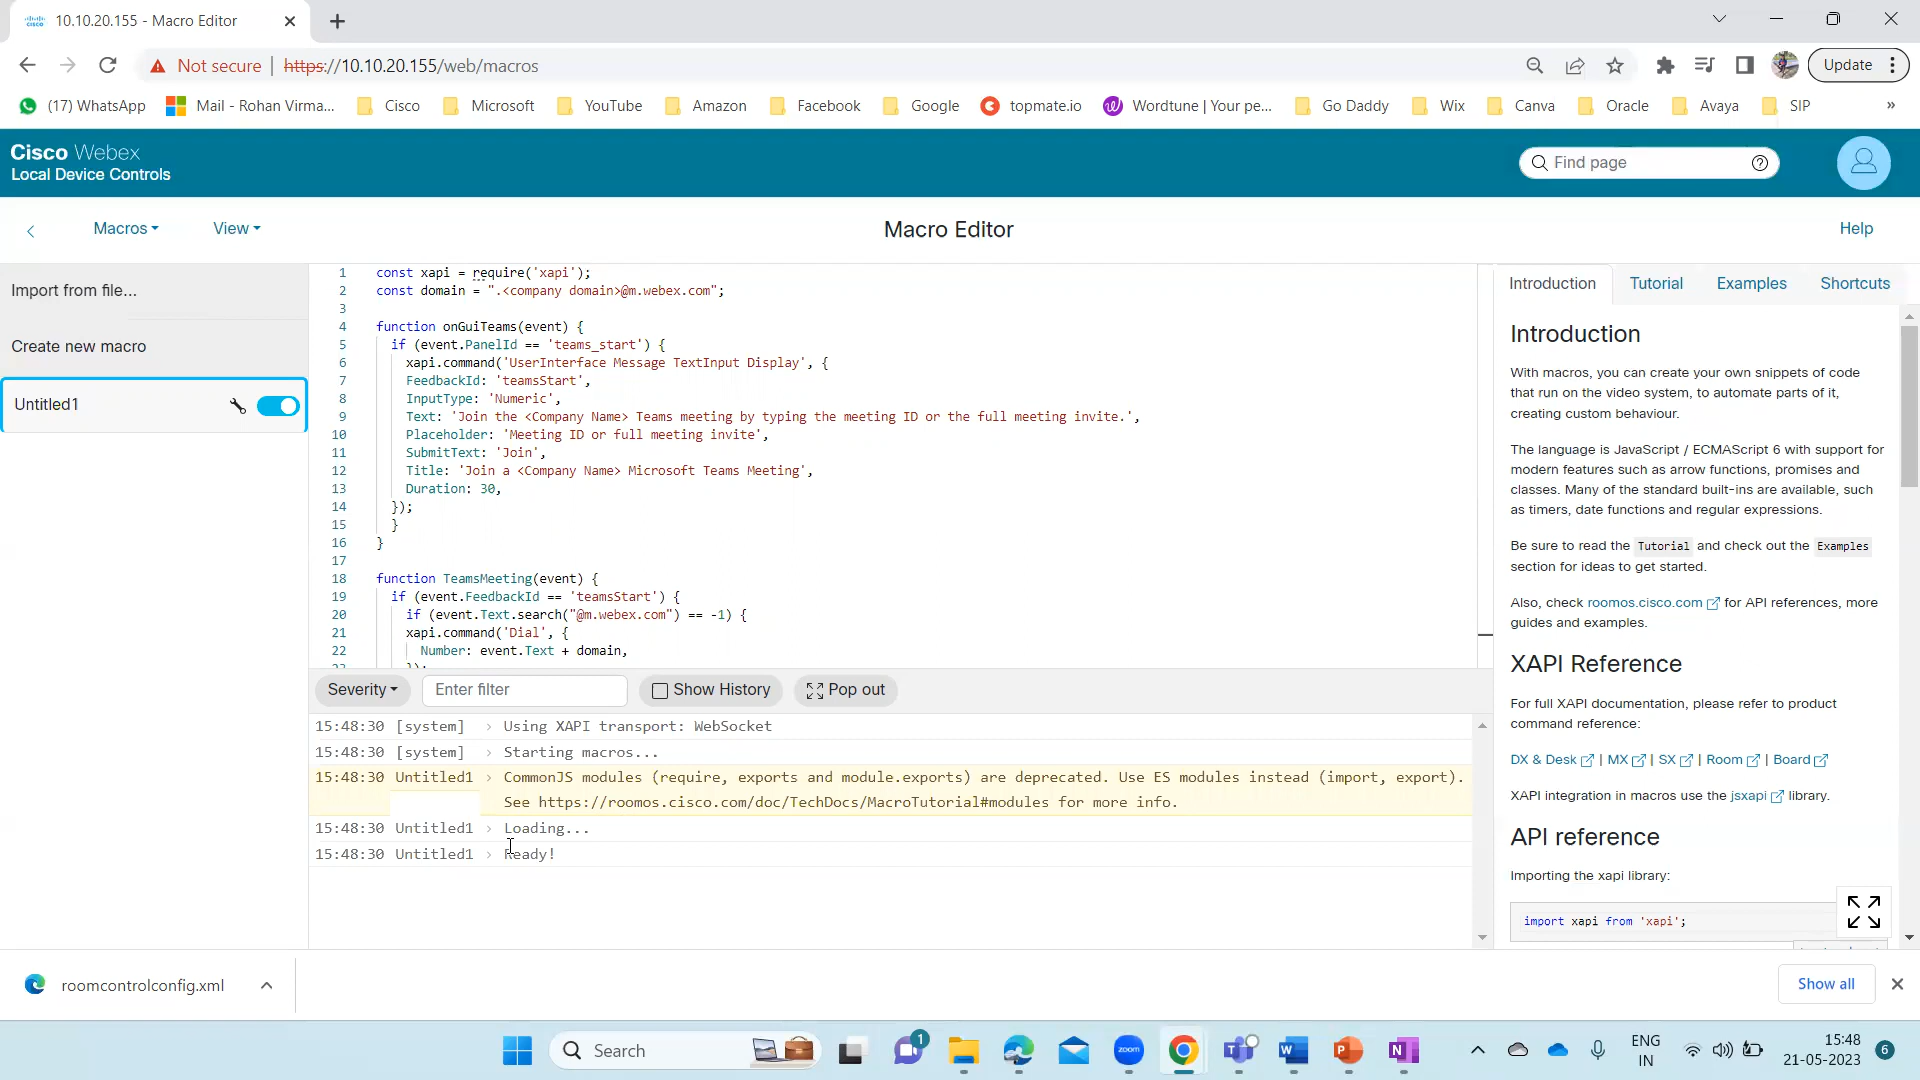 10.10.20.155 - Macro Editor
Not secure | https://10.10.20.155/web/macros
Update
(17) WhatsApp
Mail - Rohan Virma...
Cisco
Microsoft
YouTube
Amazon
Facebook
Google
topmate.io
Wordtune | Your pe...
Go Daddy
Wix
Canva
Oracle
Avaya
SIP
»
Cisco Webex
Local Device Controls
Find page
Macros
View
Macro Editor
Help
Import from file...
Create new macro
Untitled1
1 const xapi = require('xapi');
2 const domain = ".<company domain>@m.webex.com";
3
4 function onGuiTeams(event) {
5 if (event.PanelId == 'teams_start') {
6 xapi.command('UserInterface Message TextInput Display', {
7 FeedbackId: 'teamsStart',
8 InputType: 'Numeric',
9 Text: 'Join the <Company Name> Teams meeting by typing the meeting ID or the full meeting invite.',
10 Placeholder: 'Meeting ID or full meeting invite',
11 SubmitText: 'Join',
12 Title: 'Join a <Company Name> Microsoft Teams Meeting',
13 Duration: 30,
14 });
15 }
16 }
17
18 function TeamsMeeting(event) {
19 if (event.FeedbackId == 'teamsStart') {
20 if (event.Text.search("@m.webex.com") == -1) {
21 xapi.command('Dial', {
22 Number: event.Text + domain,
Severity
Enter filter
Show History
Pop out
15:48:30 [system] › Using XAPI transport: WebSocket
15:48:30 [system] › Starting macros...
15:48:30 Untitled1 › CommonJS modules (require, exports and module.exports) are deprecated. Use ES modules instead (import, export).
See https://roomos.cisco.com/doc/TechDocs/MacroTutorial#modules for more info.
15:48:30 Untitled1 › Loading...
15:48:30 Untitled1 › Ready!
Introduction
Tutorial
Examples
Shortcuts
Introduction
With macros, you can create your own snippets of code
that run on the video system, to automate parts of it,
creating custom behaviour.
The language is JavaScript / ECMAScript 6 with support for
modern features such as arrow functions, promises and
classes. Many of the standard built-ins are available, such
as timers, date functions and regular expressions.
Be sure to read the Tutorial and check out the Examples
section for ideas to get started.
Also, check roomos.cisco.com for API references, more
guides and examples.
XAPI Reference
For full XAPI documentation, please refer to product
command reference:
DX & Desk | MX | SX | Room | Board
XAPI integration in macros use the jsxapi library.
API reference
Importing the xapi library:
import xapi from 'xapi';
roomcontrolconfig.xml
Show all
Search
1
zoom
ENG
IN
15:48
21-05-2023
6